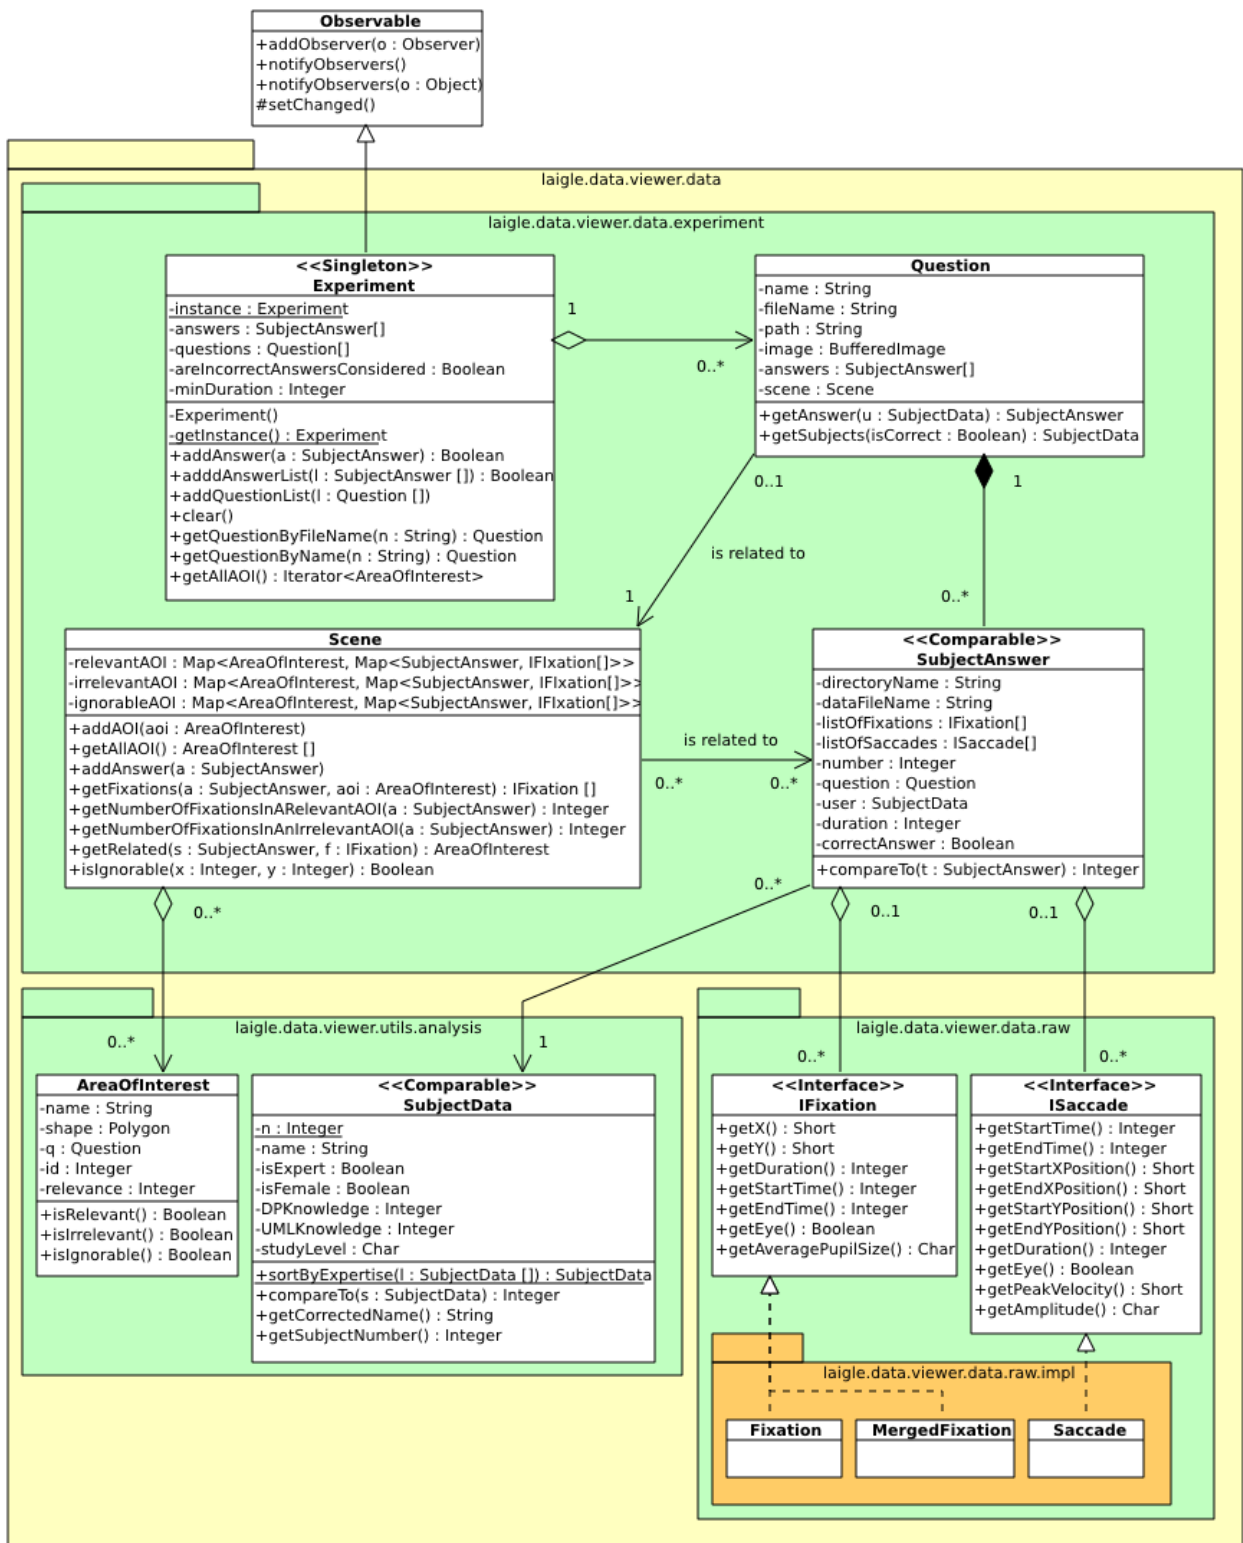 Observable
+addObserver(o : Observer)
+notifyObservers()
+notifyObservers(o : Object)
#setChanged()
laigle.data.viewer.data
laigle.data.viewer.data.experiment
<<Singleton>>
Experiment
-instance : Experiment
-answers : SubjectAnswer[]
-questions : Question[]
-areIncorrectAnswersConsidered : Boolean
-minDuration : Integer
-Experiment()
-getInstance() : Experiment
+addAnswer(a : SubjectAnswer) : Boolean
+adddAnswerList(l : SubjectAnswer []) : Boolean
+addQuestionList(l : Question [])
+clear()
+getQuestionByFileName(n : String) : Question
+getQuestionByName(n : String) : Question
+getAllAOI() : Iterator<AreaOfInterest>
1
0..*
Question
-name : String
-fileName : String
-path : String
-image : BufferedImage
-answers : SubjectAnswer[]
-scene : Scene
+getAnswer(u : SubjectData) : SubjectAnswer
+getSubjects(isCorrect : Boolean) : SubjectData
0..1
1
is related to
1
0..*
Scene
-relevantAOI : Map<AreaOfInterest, Map<SubjectAnswer, IFIxation[]>>
-irrelevantAOI : Map<AreaOfInterest, Map<SubjectAnswer, IFIxation[]>>
-ignorableAOI : Map<AreaOfInterest, Map<SubjectAnswer, IFIxation[]>>
+addAOI(aoi : AreaOfInterest)
+getAllAOI() : AreaOfInterest []
+addAnswer(a : SubjectAnswer)
+getFixations(a : SubjectAnswer, aoi : AreaOfInterest) : IFIxation []
+getNumberOfFixationsInARelevantAOI(a : SubjectAnswer) : Integer
+getNumberOfFixationsInAnIrrelevantAOI(a : SubjectAnswer) : Integer
+getRelated(s : SubjectAnswer, f : IFIxation) : AreaOfInterest
+isIgnorable(x : Integer, y : Integer) : Boolean
is related to
0..*
0..*
<<Comparable>>
SubjectAnswer
-directoryName : String
-dataFileName : String
-listOfFixations : IFixation[]
-listOfSaccades : ISaccade[]
-number : Integer
-question : Question
-user : SubjectData
-duration : Integer
-correctAnswer : Boolean
+compareTo(t : SubjectAnswer) : Integer
0..*
0..*
0..1
0..1
laigle.data.viewer.utils.analysis
0..*
1
AreaOfInterest
-name : String
-shape : Polygon
-q : Question
-id : Integer
-relevance : Integer
+isRelevant() : Boolean
+isIrrelevant() : Boolean
+isIgnorable() : Boolean
<<Comparable>>
SubjectData
-n : Integer
-name : String
-isExpert : Boolean
-isFemale : Boolean
-DPKnowledge : Integer
-UMLKnowledge : Integer
-studyLevel : Char
+sortByExpertise(l : SubjectData []) : SubjectData
+compareTo(s : SubjectData) : Integer
+getCorrectedName() : String
+getSubjectNumber() : Integer
laigle.data.viewer.data.raw
0..*
0..*
<<Interface>>
IFixation
+getX() : Short
+getY() : Short
+getDuration() : Integer
+getStartTime() : Integer
+getEndTime() : Integer
+getEye() : Boolean
+getAveragePupilSize() : Char
<<Interface>>
ISaccade
+getStartTime() : Integer
+getEndTime() : Integer
+getStartXPosition() : Short
+getEndXPosition() : Short
+getStartYPosition() : Short
+getEndYPosition() : Short
+getDuration() : Integer
+getEye() : Boolean
+getPeakVelocity() : Short
+getAmplitude() : Char
laigle.data.viewer.data.raw.impl
Fixation
MergedFixation
Saccade